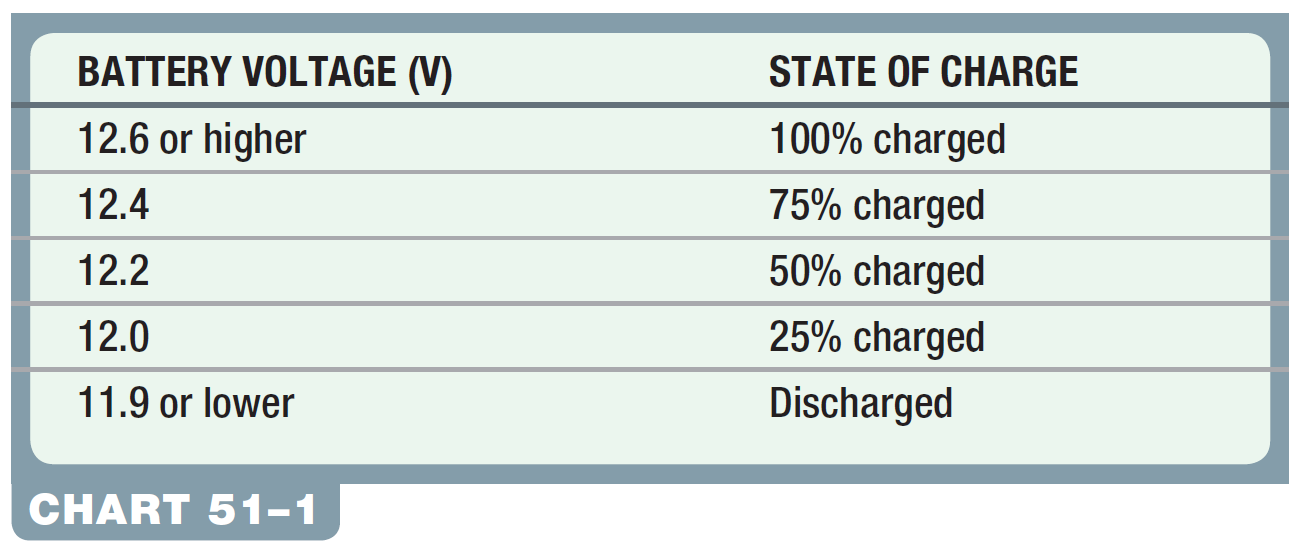 BATTERY VOLTAGE (V) STATE OF CHARGE
12.6 or higher 100% charged
12.4 75% charged
12.2 50% charged
12.0 25% charged
11.9 or lower Discharged
CHART 51–1